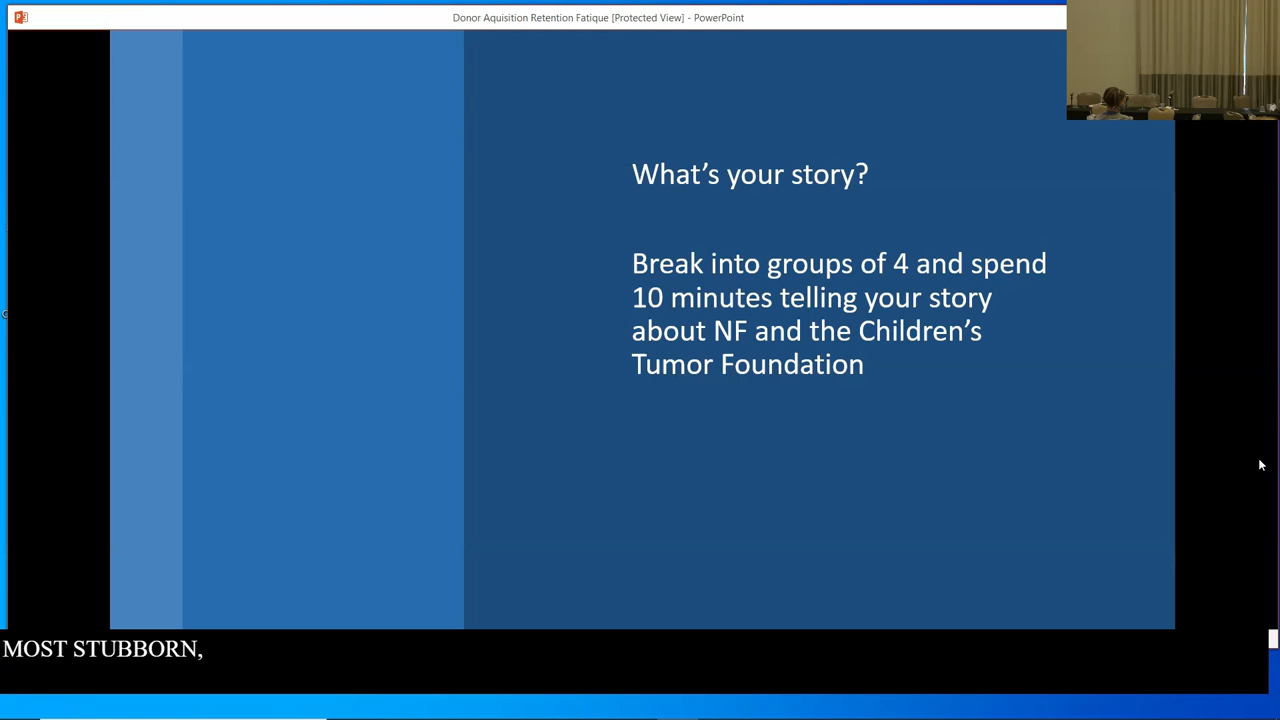 Donor Aquisition Retention Fatique [Protected View] - PowerPoint
What's your story?
Break into groups of 4 and spend
10 minutes telling your story
about NF and the Children's
Tumor Foundation
MOST STUBBORN,